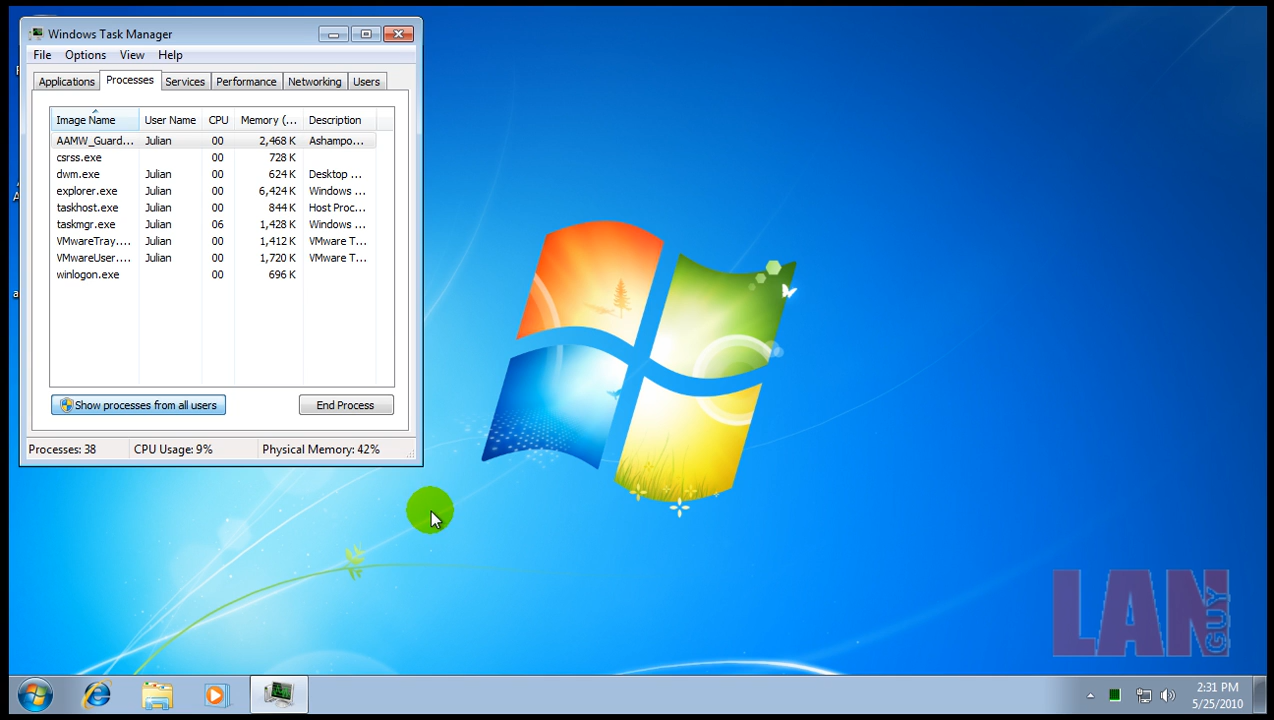 Windows Task Manager
File Options View Help
Applications Processes Services Performance Networking Users
Image Name User Name CPU Memory (... Description
AAMW_Guard... Julian 00 2,468 K Ashampo...
csrss.exe 00 728 K
dwm.exe Julian 00 624 K Desktop ...
explorer.exe Julian 00 6,424 K Windows ...
taskhost.exe Julian 00 844 K Host Proc...
taskmgr.exe Julian 06 1,428 K Windows ...
VMwareTray.... Julian 00 1,412 K VMware T...
VMwareUser.... Julian 00 1,720 K VMware T...
winlogon.exe 00 696 K
Show processes from all users End Process
Processes: 38 CPU Usage: 9% Physical Memory: 42%
LAN GUY
2:31 PM
5/25/2010